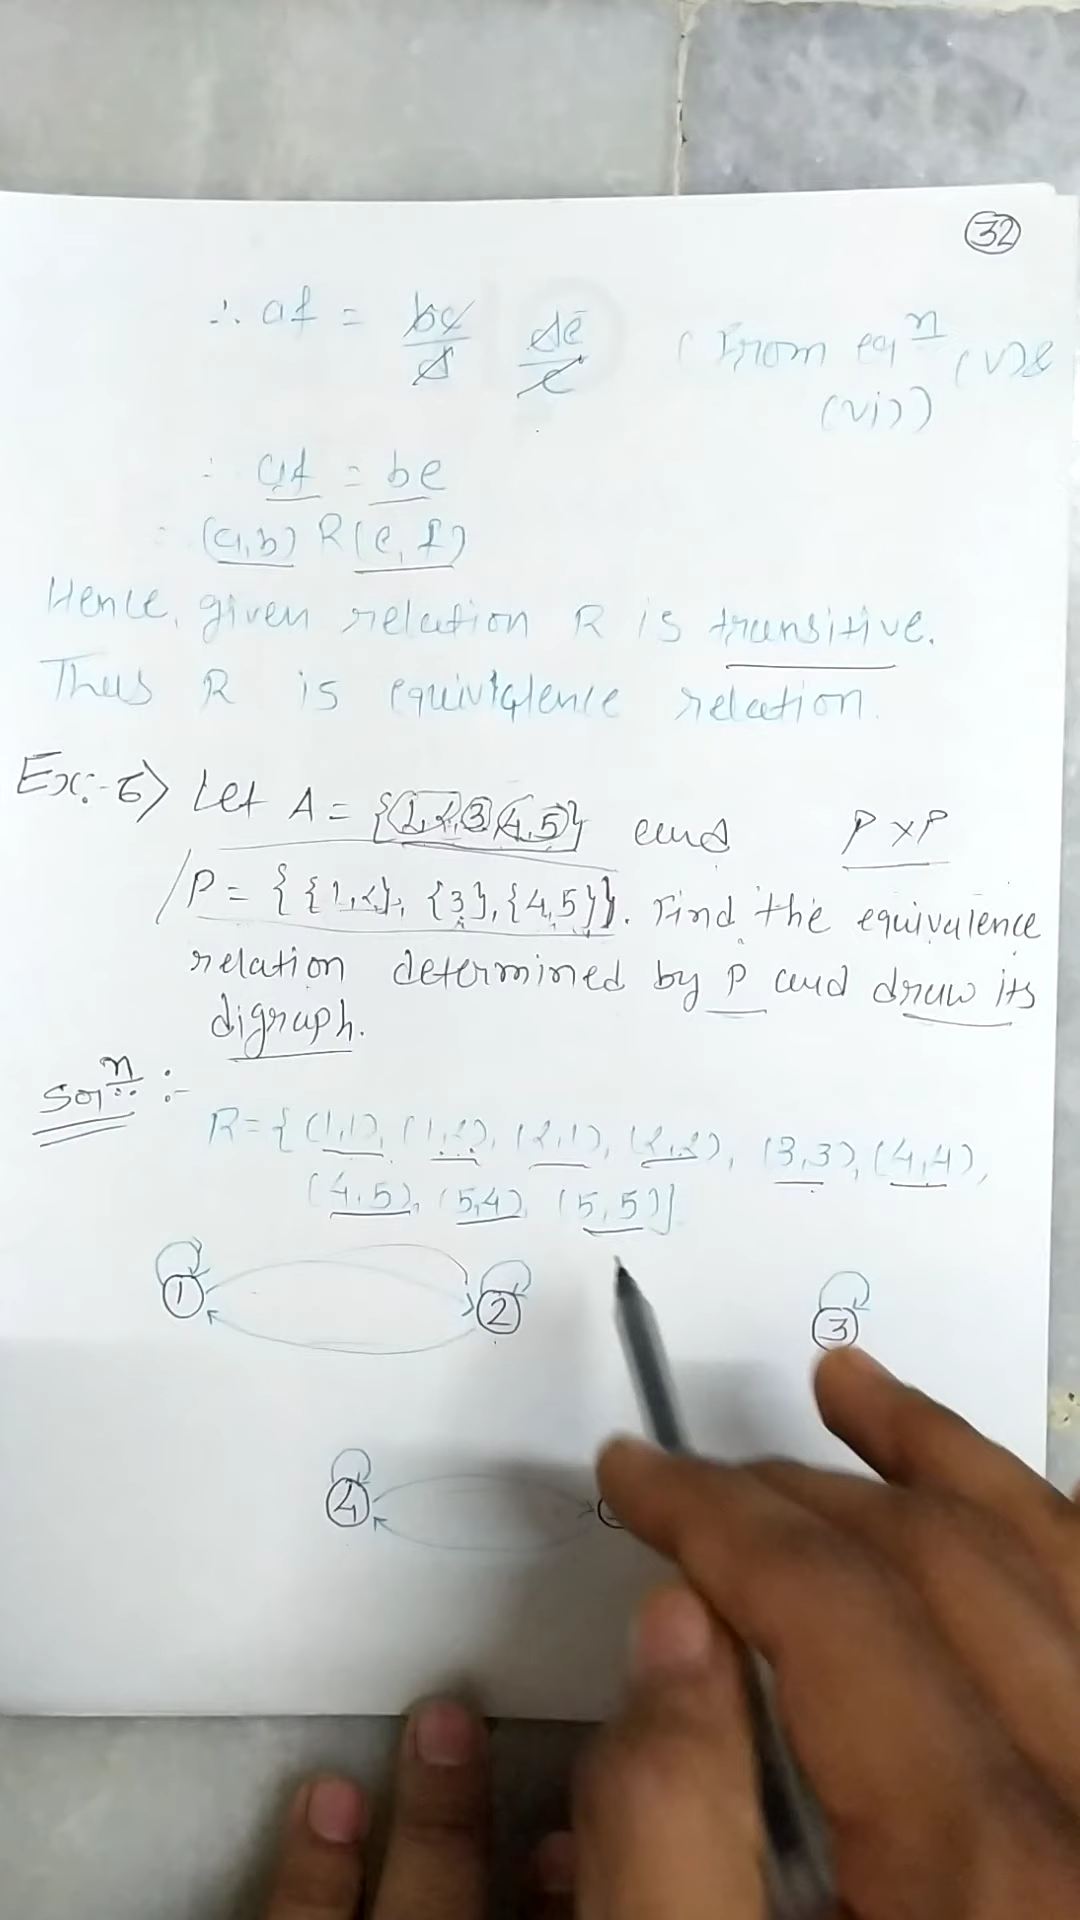 32
∴ af = bc/d de/c (From eqⁿ (v)&
(vi))
∴ af = be
(a,b) R (e,f)
Hence, given relation R is transitive.
Thus R is equivalence relation.
Ex:-6) Let A = {1,2,3,4,5} and P×P
P = {{1,2}, {3}, {4,5}}. Find the equivalence
relation determined by P and draw its
digraph.
Solⁿ :-
R = { (1,1), (1,2), (2,1), (2,2), (3,3), (4,4),
(4,5), (5,4), (5,5)}
1 2 3
4